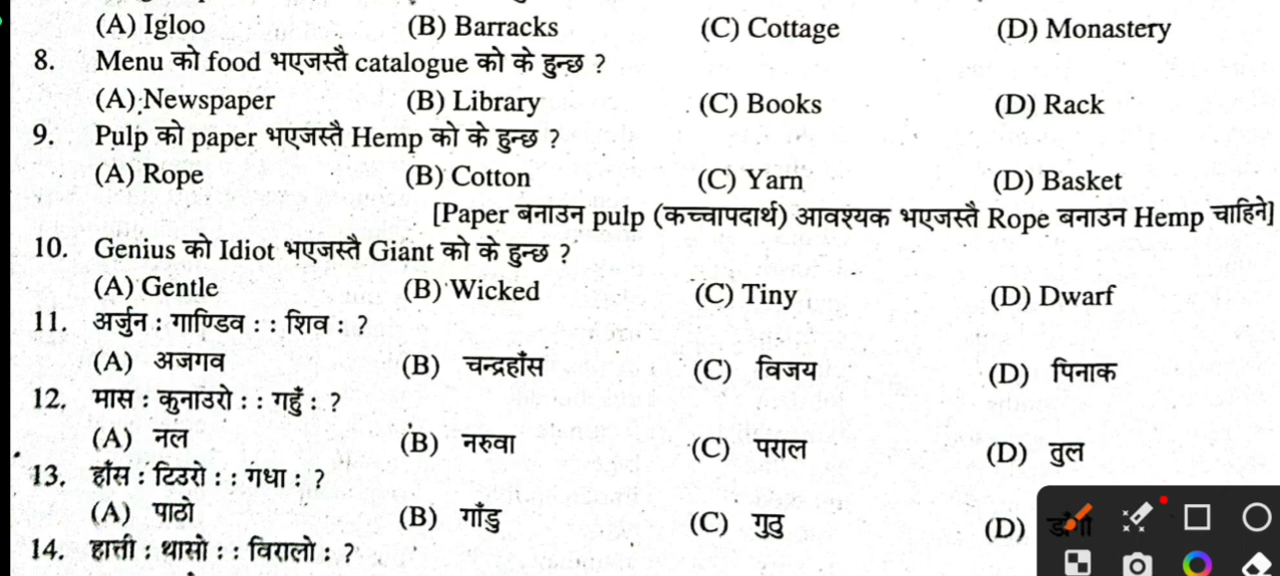 (A) Igloo (B) Barracks (C) Cottage (D) Monastery
8. Menu को food भएजस्तै catalogue को के हुन्छ ?
(A) Newspaper (B) Library (C) Books (D) Rack
9. Pulp को paper भएजस्तै Hemp को के हुन्छ ?
(A) Rope (B) Cotton (C) Yarn (D) Basket
[Paper बनाउन pulp (कच्चापदार्थ) आवश्यक भएजस्तै Rope बनाउन Hemp चाहिने]
10. Genius को Idiot भएजस्तै Giant को के हुन्छ ?
(A) Gentle (B) Wicked (C) Tiny (D) Dwarf
11. अर्जुन : गाण्डिव : : शिव : ?
(A) अजगव (B) चन्द्रहाँस (C) विजय (D) पिनाक
12. मास : कुनाउरो : : गहुँ : ?
(A) नल (B) नरुवा (C) पराल (D) तुल
13. हाँस : टिउरो : : गधा : ?
(A) पाठो (B) गाँडु (C) गुठु (D)
14. हात्ती : थासो : : विरालो : ?